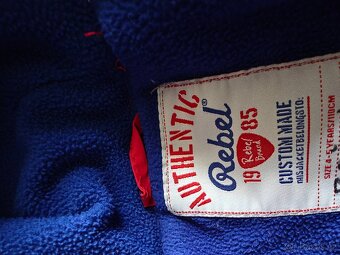 AUTHENTIC
Rebel®
19 Rebel Brand 85
CUSTOM MADE
THIS JACKET BELONGS TO:
SIZE 4-5 YEARS/110CM